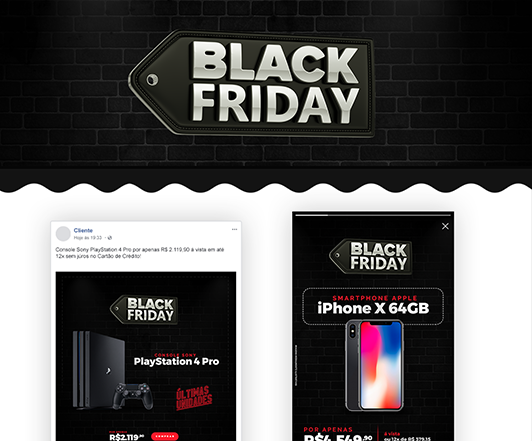 BLACK
FRIDAY
Cliente
Hoje às 19:33
Console Sony PlayStation 4 Pro por apenas R$ 2.119,90 à vista em até
12x sem juros no Cartão de Crédito!
BLACK
FRIDAY
CONSOLE SONY
PlayStation 4 Pro
ÚLTIMAS
UNIDADES
R$2.119,90
BLACK
FRIDAY
SMARTPHONE APPLE
iPhone X 64GB
POR APENAS
R$4.549,90
à vista
ou 12x de R$ 379,15